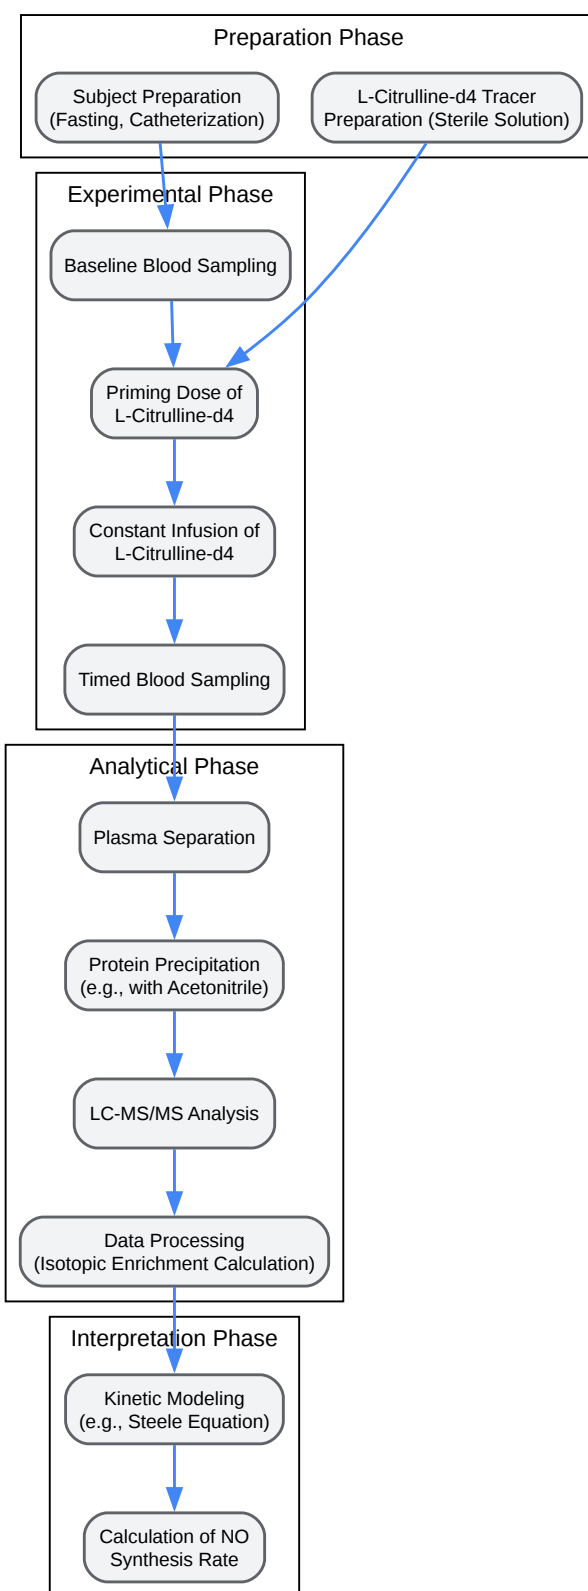 Preparation Phase
Subject Preparation
(Fasting, Catheterization)
L-Citrulline-d4 Tracer
Preparation (Sterile Solution)
Experimental Phase
Baseline Blood Sampling
Priming Dose of
L-Citrulline-d4
Constant Infusion of
L-Citrulline-d4
Timed Blood Sampling
Analytical Phase
Plasma Separation
Protein Precipitation
(e.g., with Acetonitrile)
LC-MS/MS Analysis
Data Processing
(Isotopic Enrichment Calculation)
Interpretation Phase
Kinetic Modeling
(e.g., Steele Equation)
Calculation of NO
Synthesis Rate